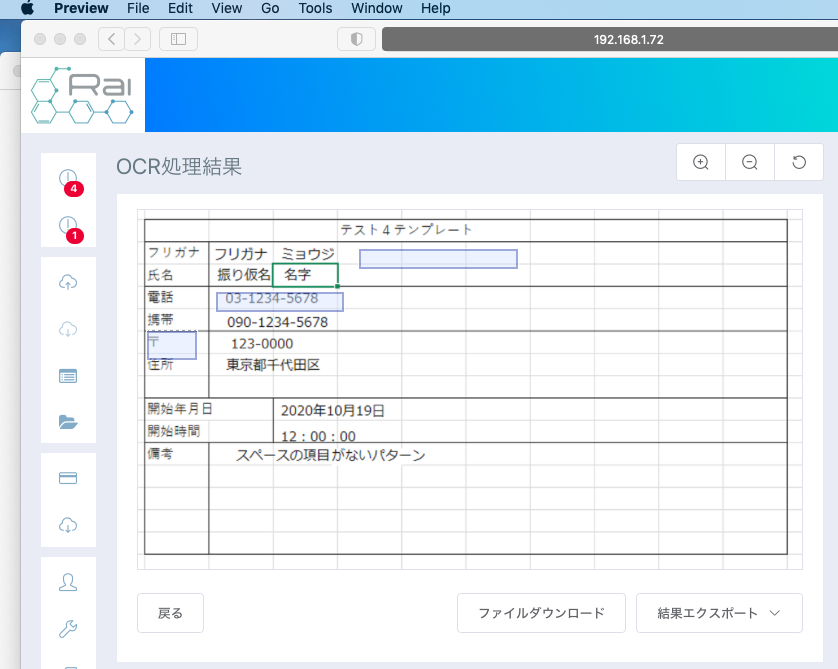 Preview File Edit View Go Tools Window Help
192.168.1.72
Rai
4
1
OCR処理結果
テスト4テンプレート
フリガナ フリガナ ミョウジ
氏名 振り仮名 名字
電話 03-1234-5678
携帯 090-1234-5678
〒 123-0000
住所 東京都千代田区
開始年月日 2020年10月19日
開始時間 12：00：00
備考 スペースの項目がないパターン
戻る ファイルダウンロード 結果エクスポート